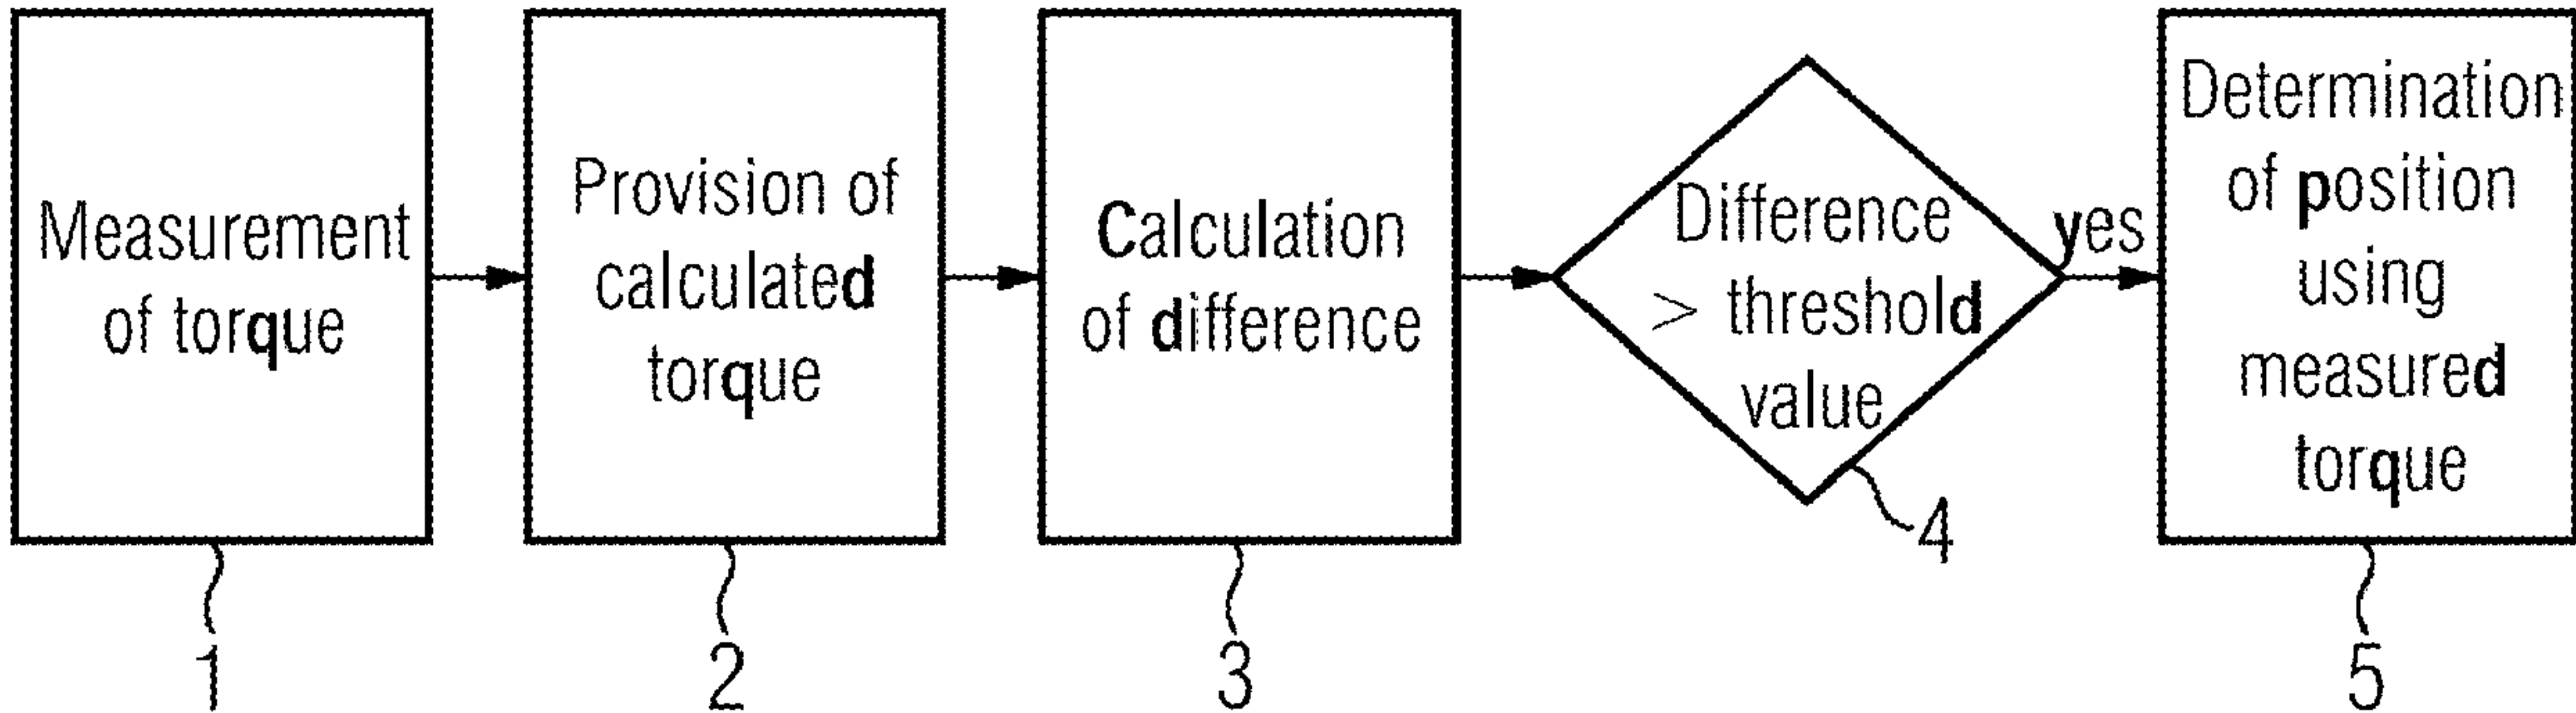 Measurement
of torque
Provision of
calculated
torque
Calculation
of difference
Difference
> threshold
value
yes
Determination
of position
using
measured
torque
1
2
3
4
5